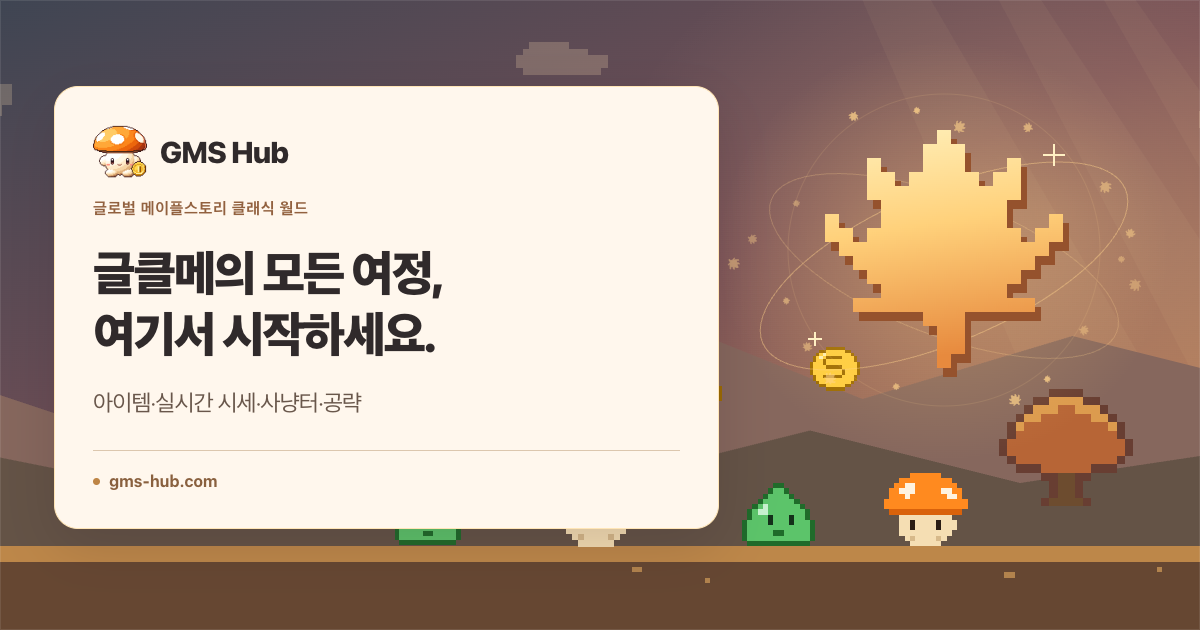 GMS Hub
글로벌 메이플스토리 클래식 월드
글클메의 모든 여정,
여기서 시작하세요.
아이템·실시간 시세·사냥터·공략
gms-hub.com